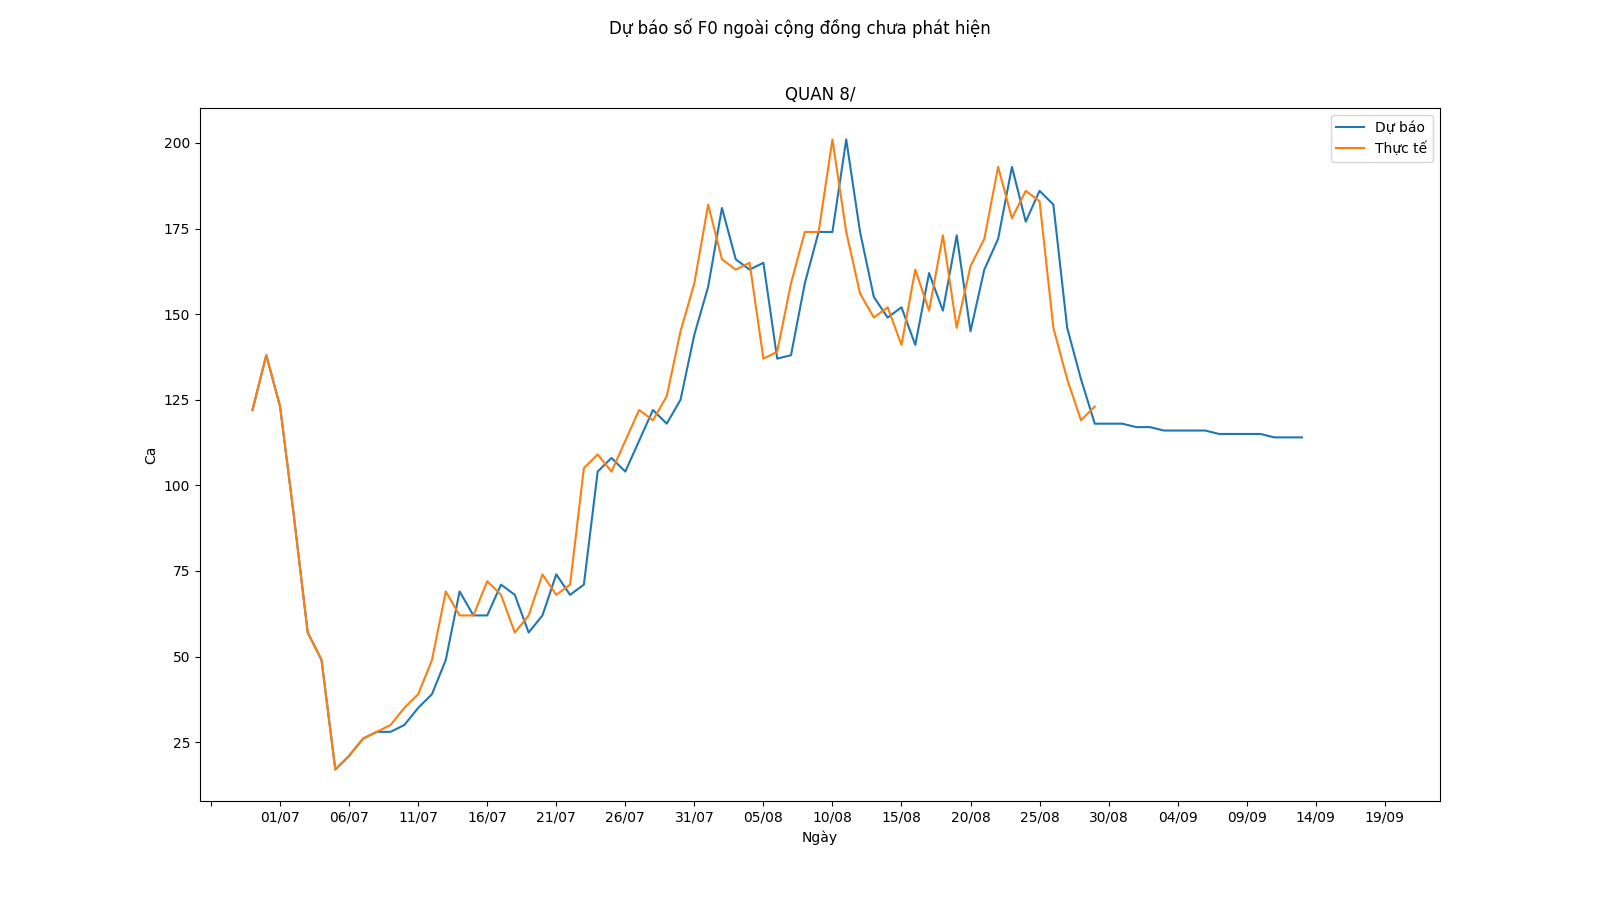 Dự báo số F0 ngoài cộng đồng chưa phát hiện
QUAN 8/
Dự báo
Thực tế
200
175
150
125
100
75
50
25
Ca
01/07 06/07 11/07 16/07 21/07 26/07 31/07 05/08 10/08 15/08 20/08 25/08 30/08 04/09 09/09 14/09 19/09
Ngày